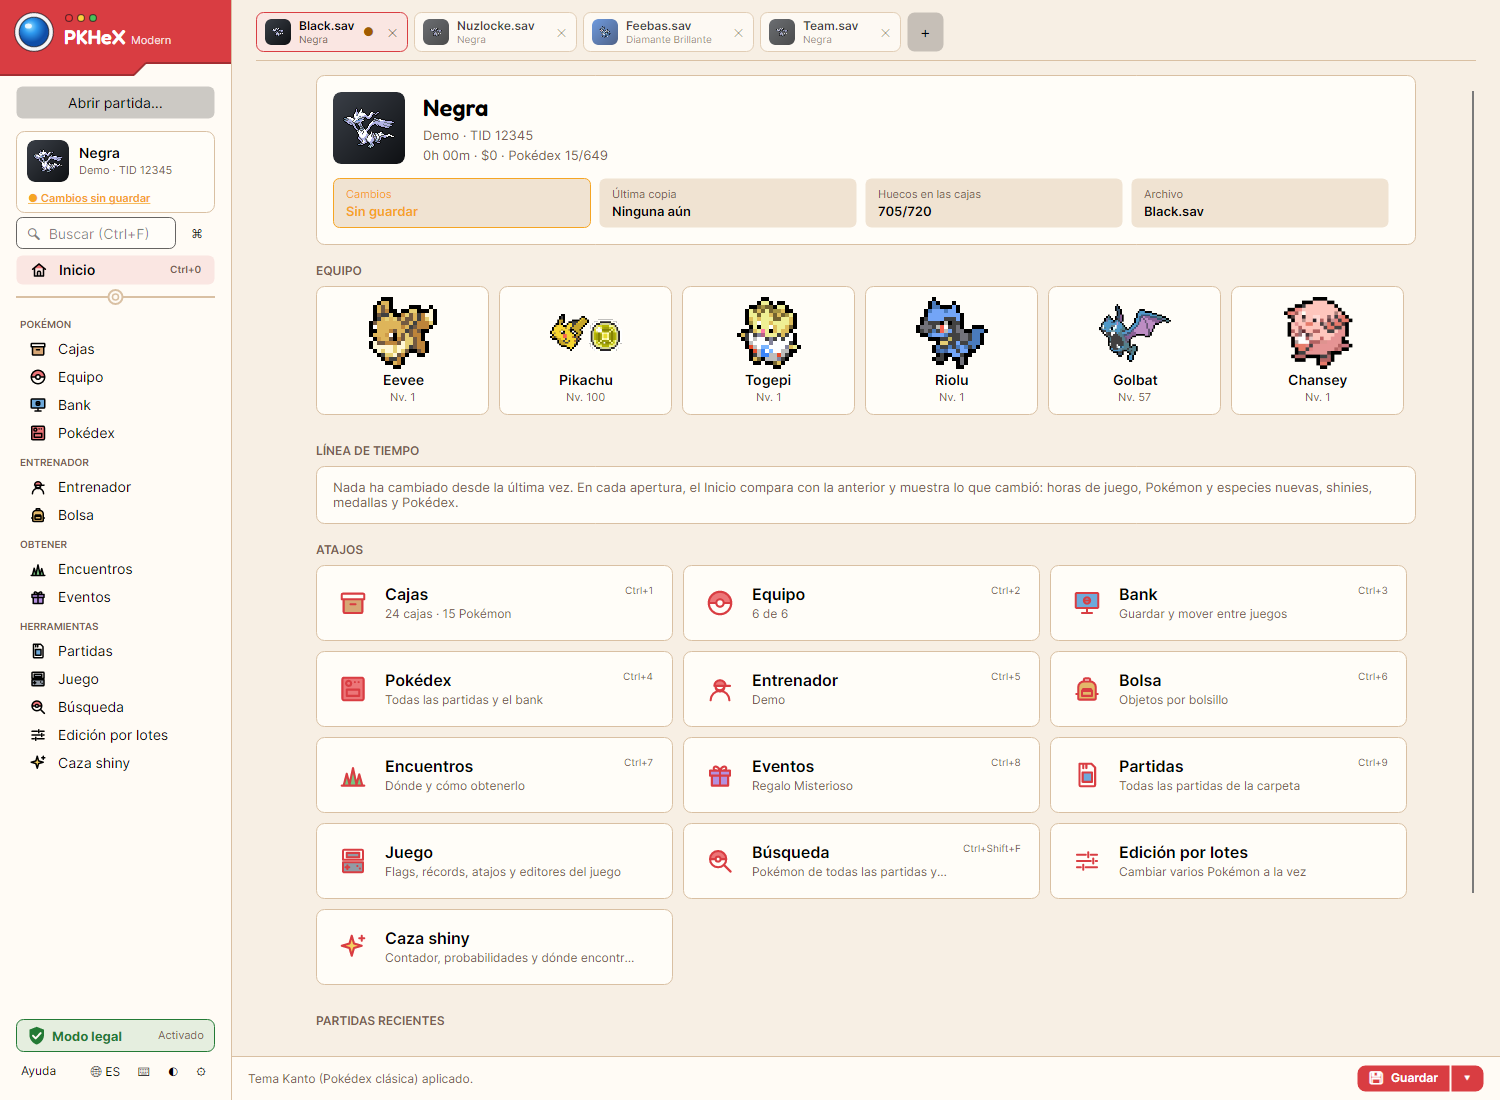 PKHeX Modern
Abrir partida...
Negra
Demo · TID 12345
Cambios sin guardar
Buscar (Ctrl+F)
⌘
Inicio Ctrl+0
POKÉMON
Cajas
Equipo
Bank
Pokédex
ENTRENADOR
Entrenador
Bolsa
OBTENER
Encuentros
Eventos
HERRAMIENTAS
Partidas
Juego
Búsqueda
Edición por lotes
Caza shiny
Modo legal Activado
Ayuda ES
Black.sav
Negra
Nuzlocke.sav
Negra
Feebas.sav
Diamante Brillante
Team.sav
Negra
+
Negra
Demo · TID 12345
0h 00m · $0 · Pokédex 15/649
Cambios
Sin guardar
Última copia
Ninguna aún
Huecos en las cajas
705/720
Archivo
Black.sav
EQUIPO
Eevee
Nv. 1
Pikachu
Nv. 100
Togepi
Nv. 1
Riolu
Nv. 1
Golbat
Nv. 57
Chansey
Nv. 1
LÍNEA DE TIEMPO
Nada ha cambiado desde la última vez. En cada apertura, el Inicio compara con la anterior y muestra lo que cambió: horas de juego, Pokémon y especies nuevas, shinies,
medallas y Pokédex.
ATAJOS
Cajas Ctrl+1
24 cajas · 15 Pokémon
Equipo Ctrl+2
6 de 6
Bank Ctrl+3
Guardar y mover entre juegos
Pokédex Ctrl+4
Todas las partidas y el bank
Entrenador Ctrl+5
Demo
Bolsa Ctrl+6
Objetos por bolsillo
Encuentros Ctrl+7
Dónde y cómo obtenerlo
Eventos Ctrl+8
Regalo Misterioso
Partidas Ctrl+9
Todas las partidas de la carpeta
Juego
Flags, récords, atajos y editores del juego
Búsqueda Ctrl+Shift+F
Pokémon de todas las partidas y...
Edición por lotes
Cambiar varios Pokémon a la vez
Caza shiny
Contador, probabilidades y dónde encontr...
PARTIDAS RECIENTES
Tema Kanto (Pokédex clásica) aplicado.
Guardar